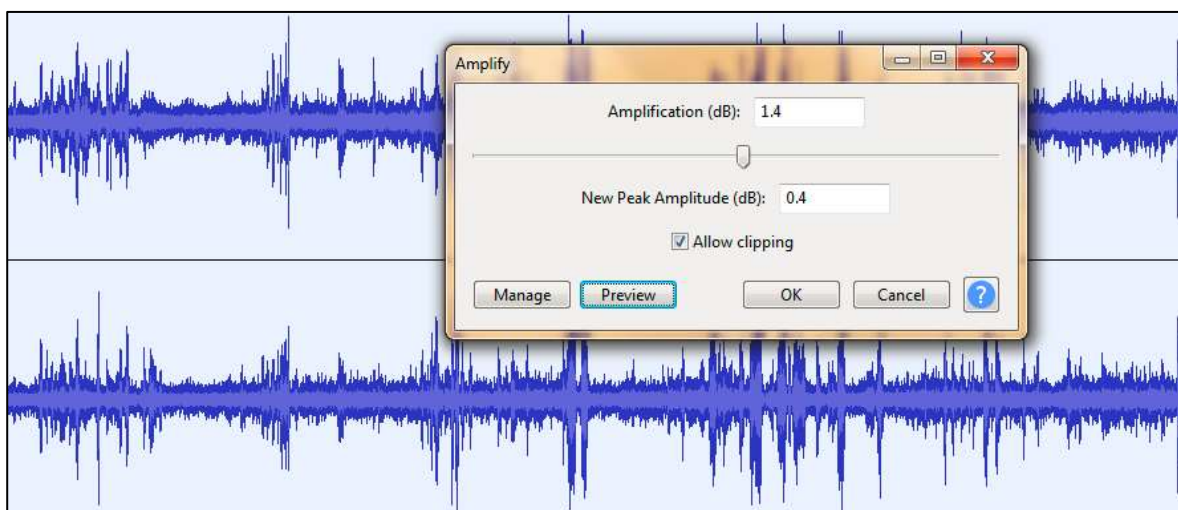 Amplify
Amplification (dB): 1.4
New Peak Amplitude (dB): 0.4
Allow clipping
Manage Preview OK Cancel ?